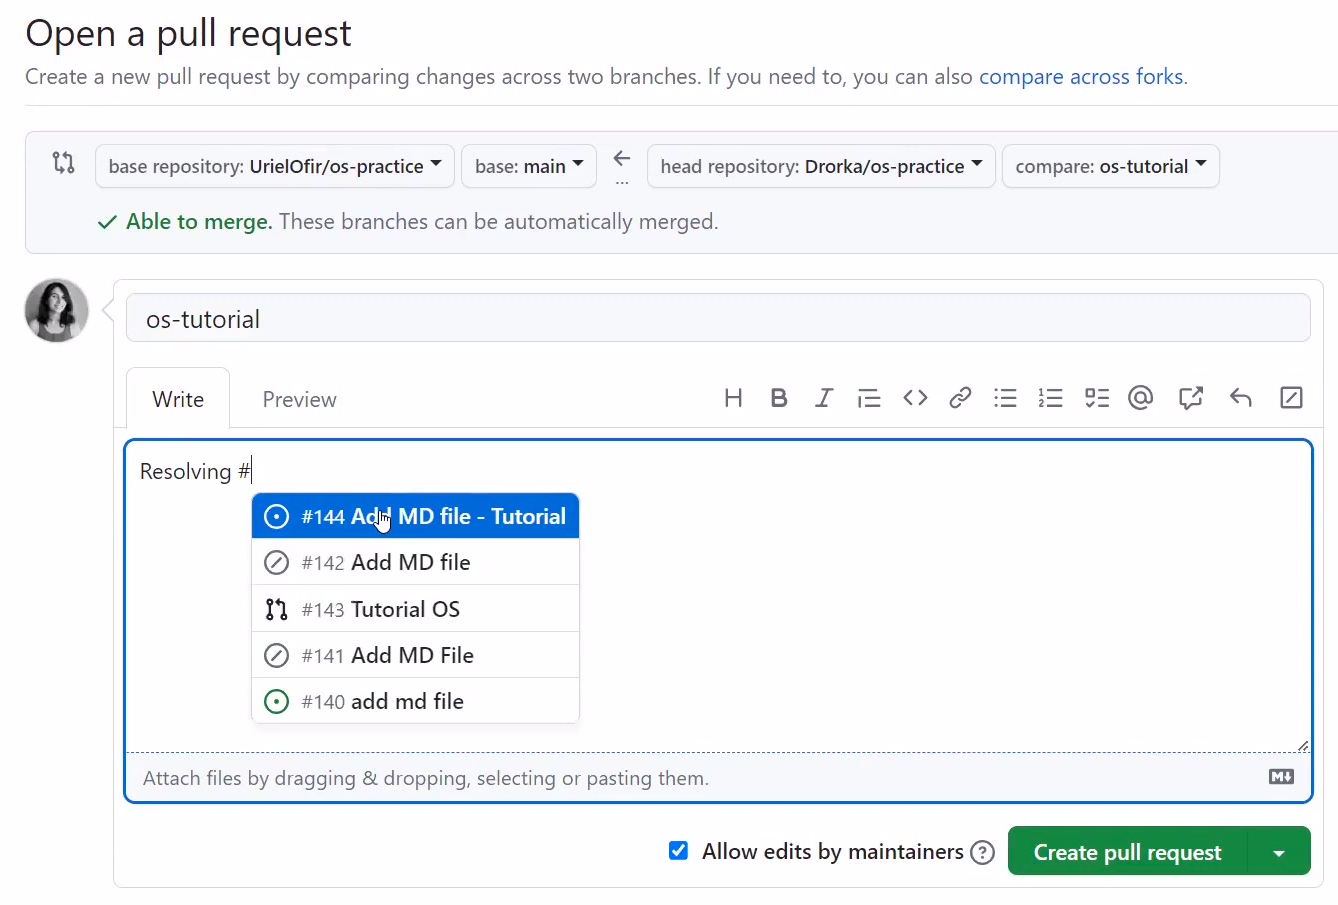 Open a pull request
Create a new pull request by comparing changes across two branches. If you need to, you can also compare across forks.
base repository: UrielOfir/os-practice base: main ← head repository: Drorka/os-practice compare: os-tutorial
...
✓ Able to merge. These branches can be automatically merged.
os-tutorial
Write Preview H B I @
Resolving #
#144 Add MD file - Tutorial
#142 Add MD file
#143 Tutorial OS
#141 Add MD File
#140 add md file
Attach files by dragging & dropping, selecting or pasting them. M↓
Allow edits by maintainers ? Create pull request